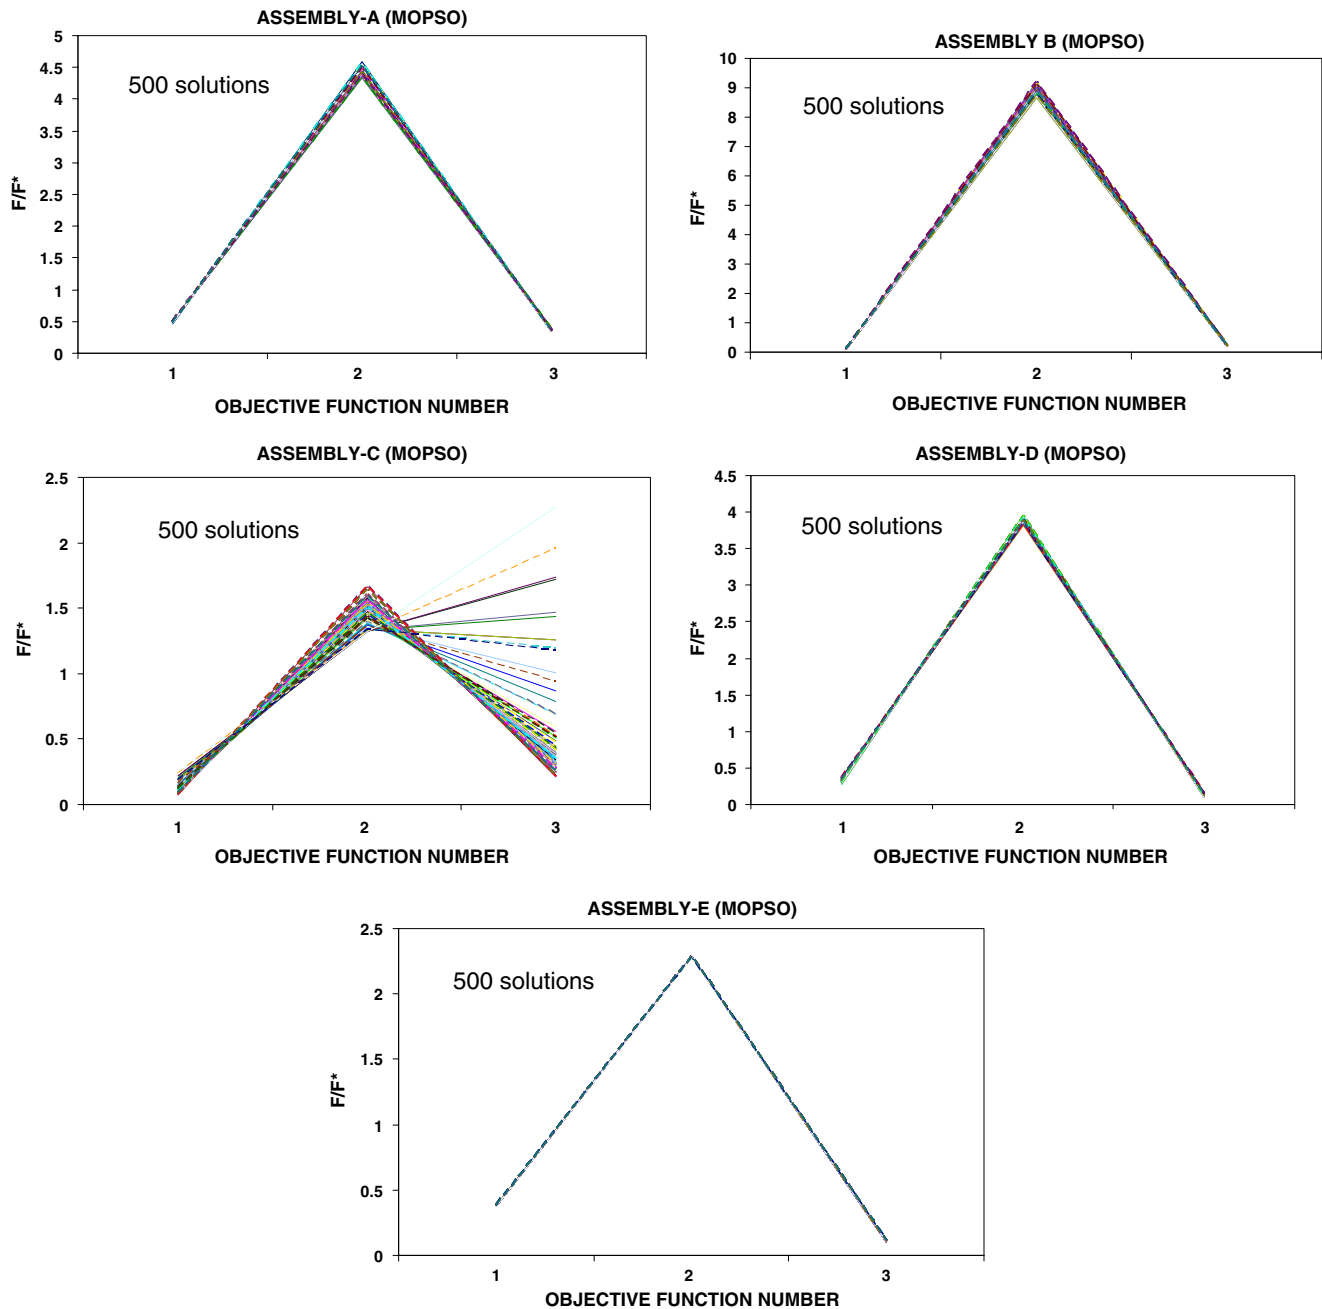 ASSEMBLY-A (MOPSO)
5
4.5
4
3.5
3
2.5
2
1.5
1
0.5
0
F/F*
500 solutions
1 2 3
OBJECTIVE FUNCTION NUMBER
ASSEMBLY B (MOPSO)
10
9
8
7
6
5
4
3
2
1
0
F/F*
500 solutions
1 2 3
OBJECTIVE FUNCTION NUMBER
ASSEMBLY-C (MOPSO)
2.5
2
1.5
1
0.5
0
F/F*
500 solutions
1 2 3
OBJECTIVE FUNCTION NUMBER
ASSEMBLY-D (MOPSO)
4.5
4
3.5
3
2.5
2
1.5
1
0.5
0
F/F*
500 solutions
1 2 3
OBJECTIVE FUNCTION NUMBER
ASSEMBLY-E (MOPSO)
2.5
2
1.5
1
0.5
0
F/F*
500 solutions
1 2 3
OBJECTIVE FUNCTION NUMBER